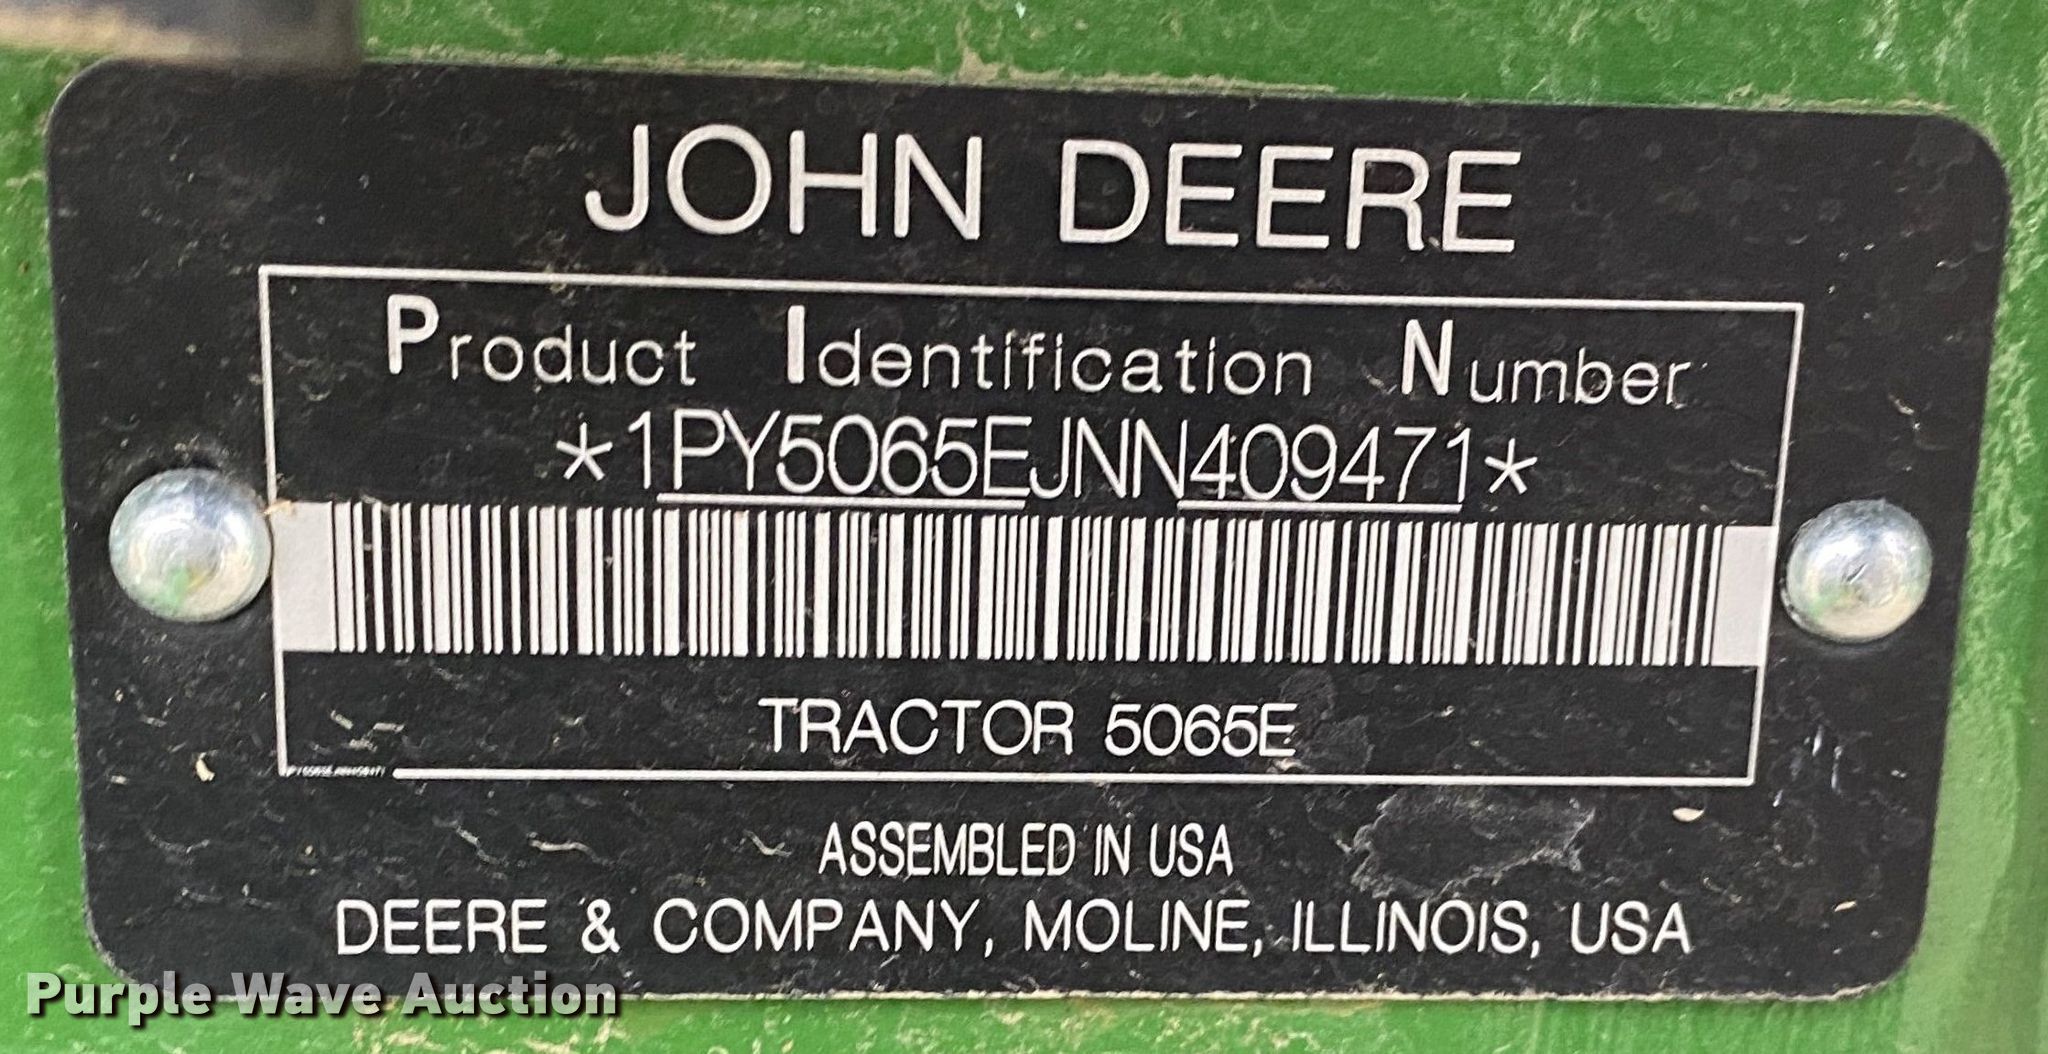 JOHN DEERE
Product Identification Number
*1PY5065EJNN409471*
TRACTOR 5065E
ASSEMBLED IN USA
DEERE & COMPANY, MOLINE, ILLINOIS, USA
Purple Wave Auction